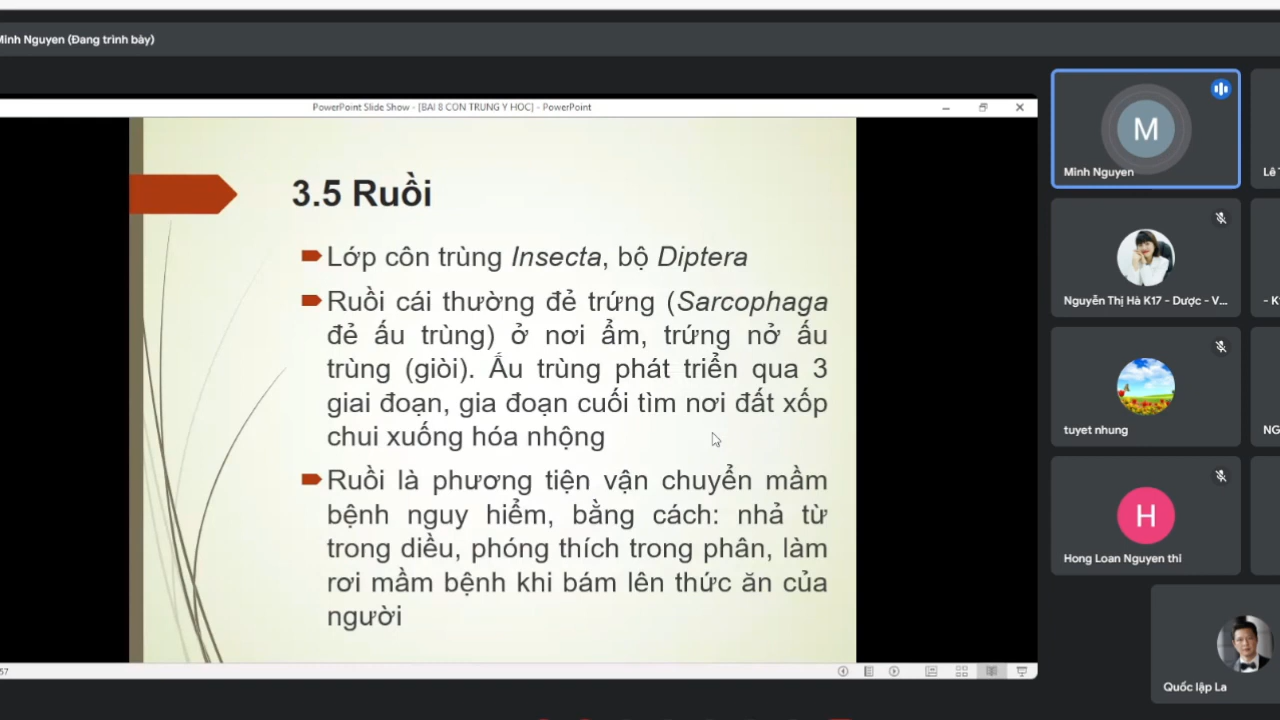 Minh Nguyen (Đang trình bày)
PowerPoint Slide Show - [BAI 8 CON TRUNG Y HOC] - PowerPoint
3.5 Ruồi
Lớp côn trùng Insecta, bộ Diptera
Ruồi cái thường đẻ trứng (Sarcophaga
đẻ ấu trùng) ở nơi ẩm, trứng nở ấu
trùng (giòi). Ấu trùng phát triển qua 3
giai đoạn, gia đoạn cuối tìm nơi đất xốp
chui xuống hóa nhộng
Ruồi là phương tiện vận chuyển mầm
bệnh nguy hiểm, bằng cách: nhả từ
trong diều, phóng thích trong phân, làm
rơi mầm bệnh khi bám lên thức ăn của
người
M
Minh Nguyen
Nguyễn Thị Hà K17 - Dược - V...
tuyet nhung
H
Hong Loan Nguyen thi
Quốc lập La
Lê
- K
NG
57